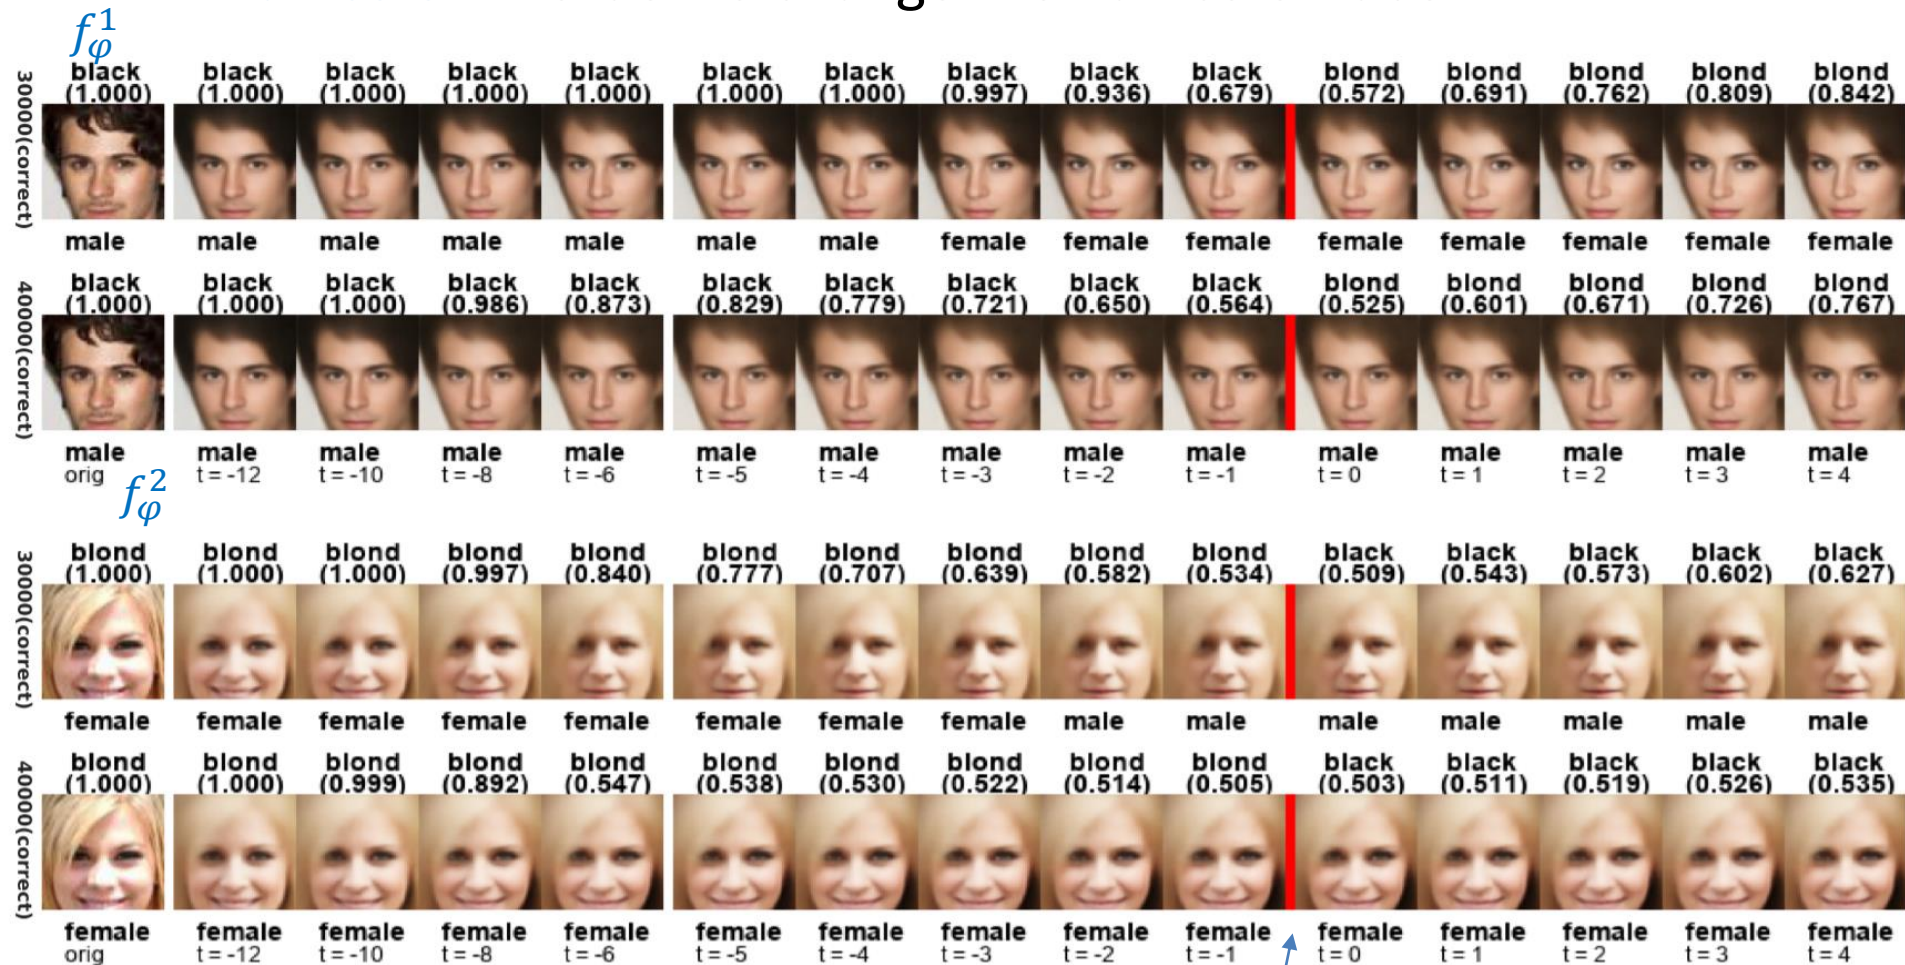 f_φ^1
black black black black black black black black black black blond blond blond blond blond
(1.000) (1.000) (1.000) (1.000) (1.000) (1.000) (1.000) (0.997) (0.936) (0.679) (0.572) (0.691) (0.762) (0.809) (0.842)
30000(correct)
male male male male male male male female female female female female female female female
black black black black black black black black black black blond blond blond blond blond
(1.000) (1.000) (1.000) (0.986) (0.873) (0.829) (0.779) (0.721) (0.650) (0.564) (0.525) (0.601) (0.671) (0.726) (0.767)
40000(correct)
male male male male male male male male male male male male male male male
orig t = -12 t = -10 t = -8 t = -6 t = -5 t = -4 t = -3 t = -2 t = -1 t = 0 t = 1 t = 2 t = 3 t = 4
f_φ^2
blond blond blond blond blond blond blond blond blond blond black black black black black
(1.000) (1.000) (1.000) (0.997) (0.840) (0.777) (0.707) (0.639) (0.582) (0.534) (0.509) (0.543) (0.573) (0.602) (0.627)
30000(correct)
female female female female female female female female male male male male male male male
blond blond blond blond blond blond blond blond blond blond black black black black black
(1.000) (1.000) (0.999) (0.892) (0.547) (0.538) (0.530) (0.522) (0.514) (0.505) (0.503) (0.511) (0.519) (0.526) (0.535)
40000(correct)
female female female female female female female female female female female female female female female
orig t = -12 t = -10 t = -8 t = -6 t = -5 t = -4 t = -3 t = -2 t = -1 t = 0 t = 1 t = 2 t = 3 t = 4